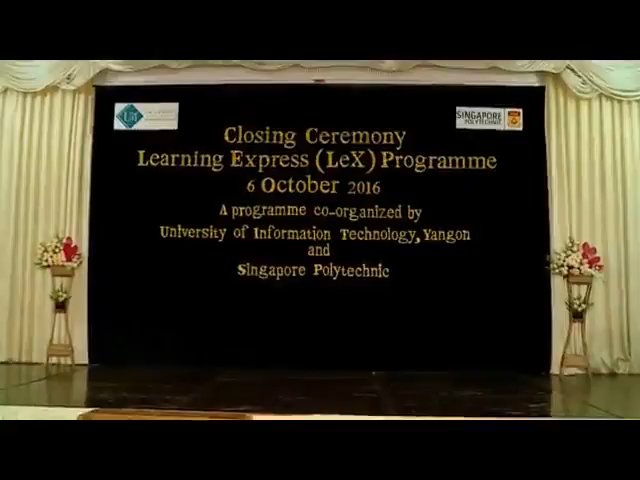 UIT
SINGAPORE
POLYTECHNIC
Closing Ceremony
Learning Express (LeX) Programme
6 October 2016
A programme co-organized by
University of Information Technology, Yangon
and
Singapore Polytechnic